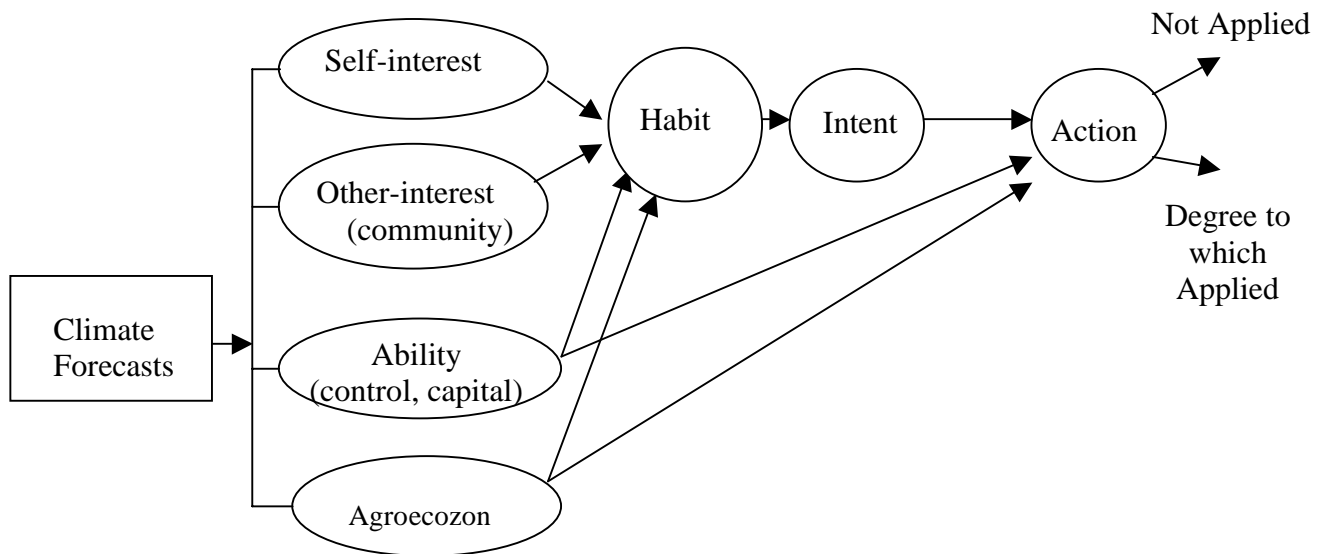 Not Applied
Self-interest
Habit
Intent
Action
Other-interest
(community)
Degree to
which
Applied
Climate
Forecasts
Ability
(control, capital)
Agroecozon